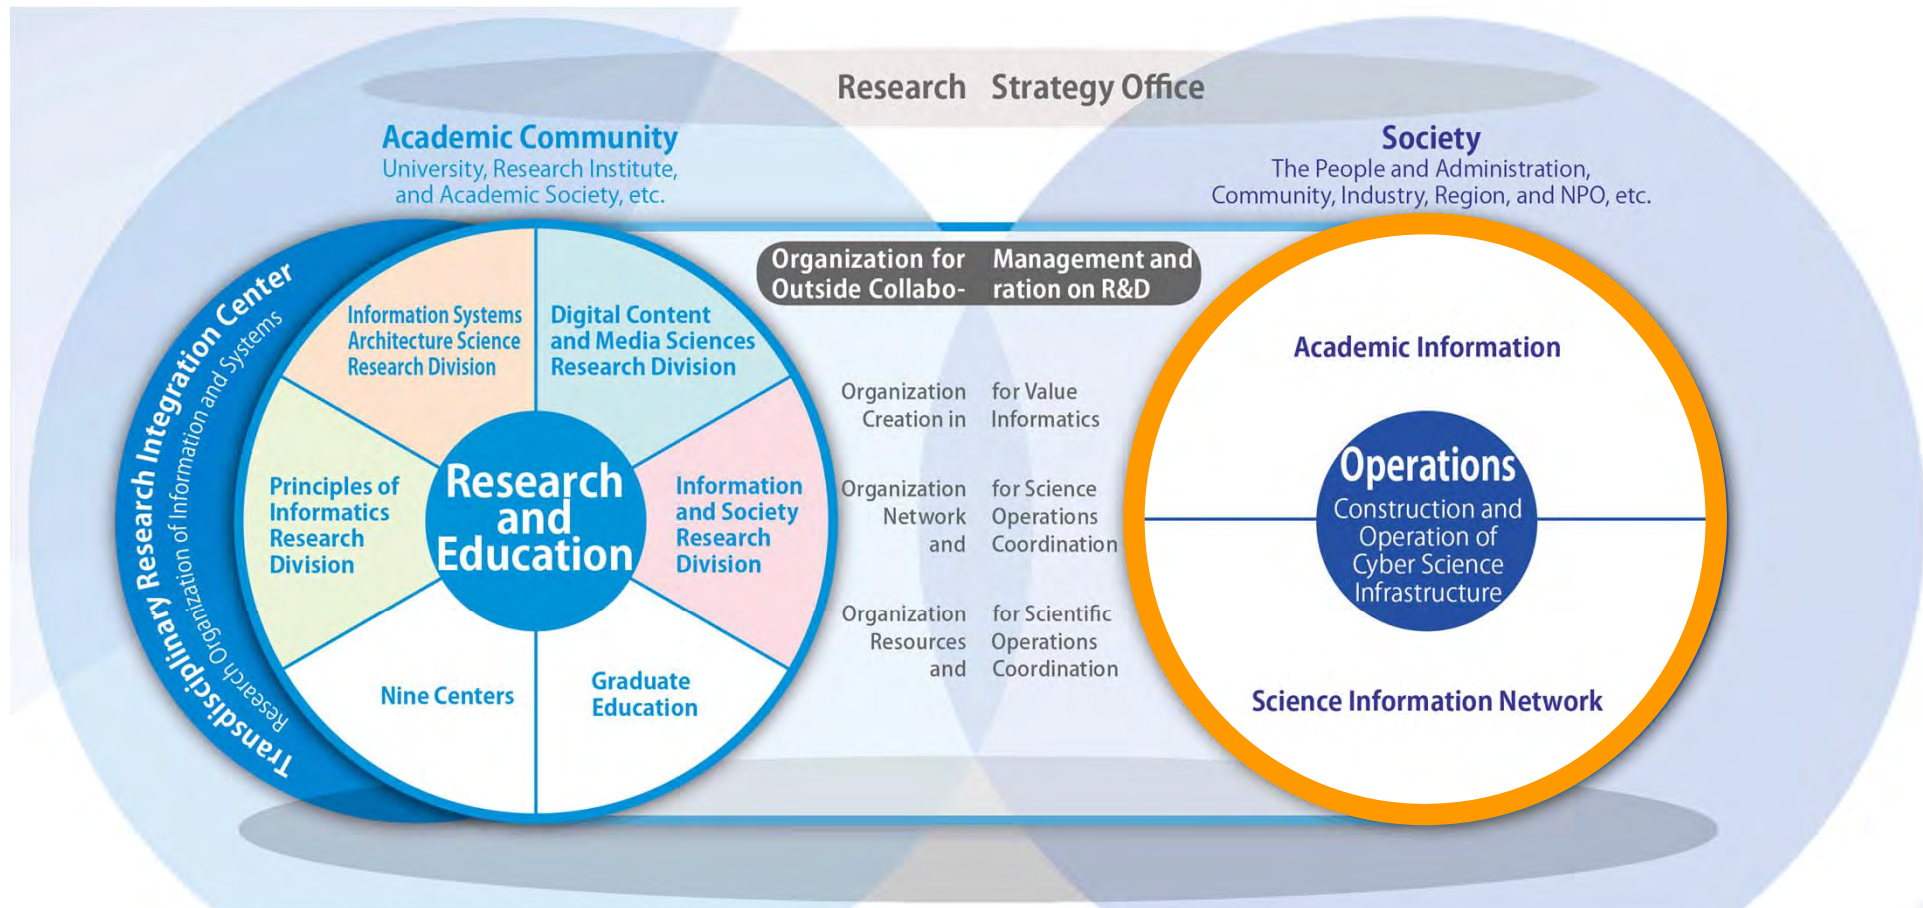 Research Strategy Office
Academic Community
University, Research Institute,
and Academic Society, etc.
Society
The People and Administration,
Community, Industry, Region, and NPO, etc.
Transdisciplinary Research Integration Center
Research Organization of Information and Systems
Information Systems
Architecture Science
Research Division
Digital Content
and Media Sciences
Research Division
Principles of
Informatics
Research
Division
Research
and
Education
Information
and Society
Research
Division
Nine Centers
Graduate
Education
Organization for Management and
Outside Collabo- ration on R&D
Organization for Value
Creation in Informatics
Organization for Science
Network Operations
and Coordination
Organization for Scientific
Resources Operations
and Coordination
Academic Information
Operations
Construction and
Operation of
Cyber Science
Infrastructure
Science Information Network